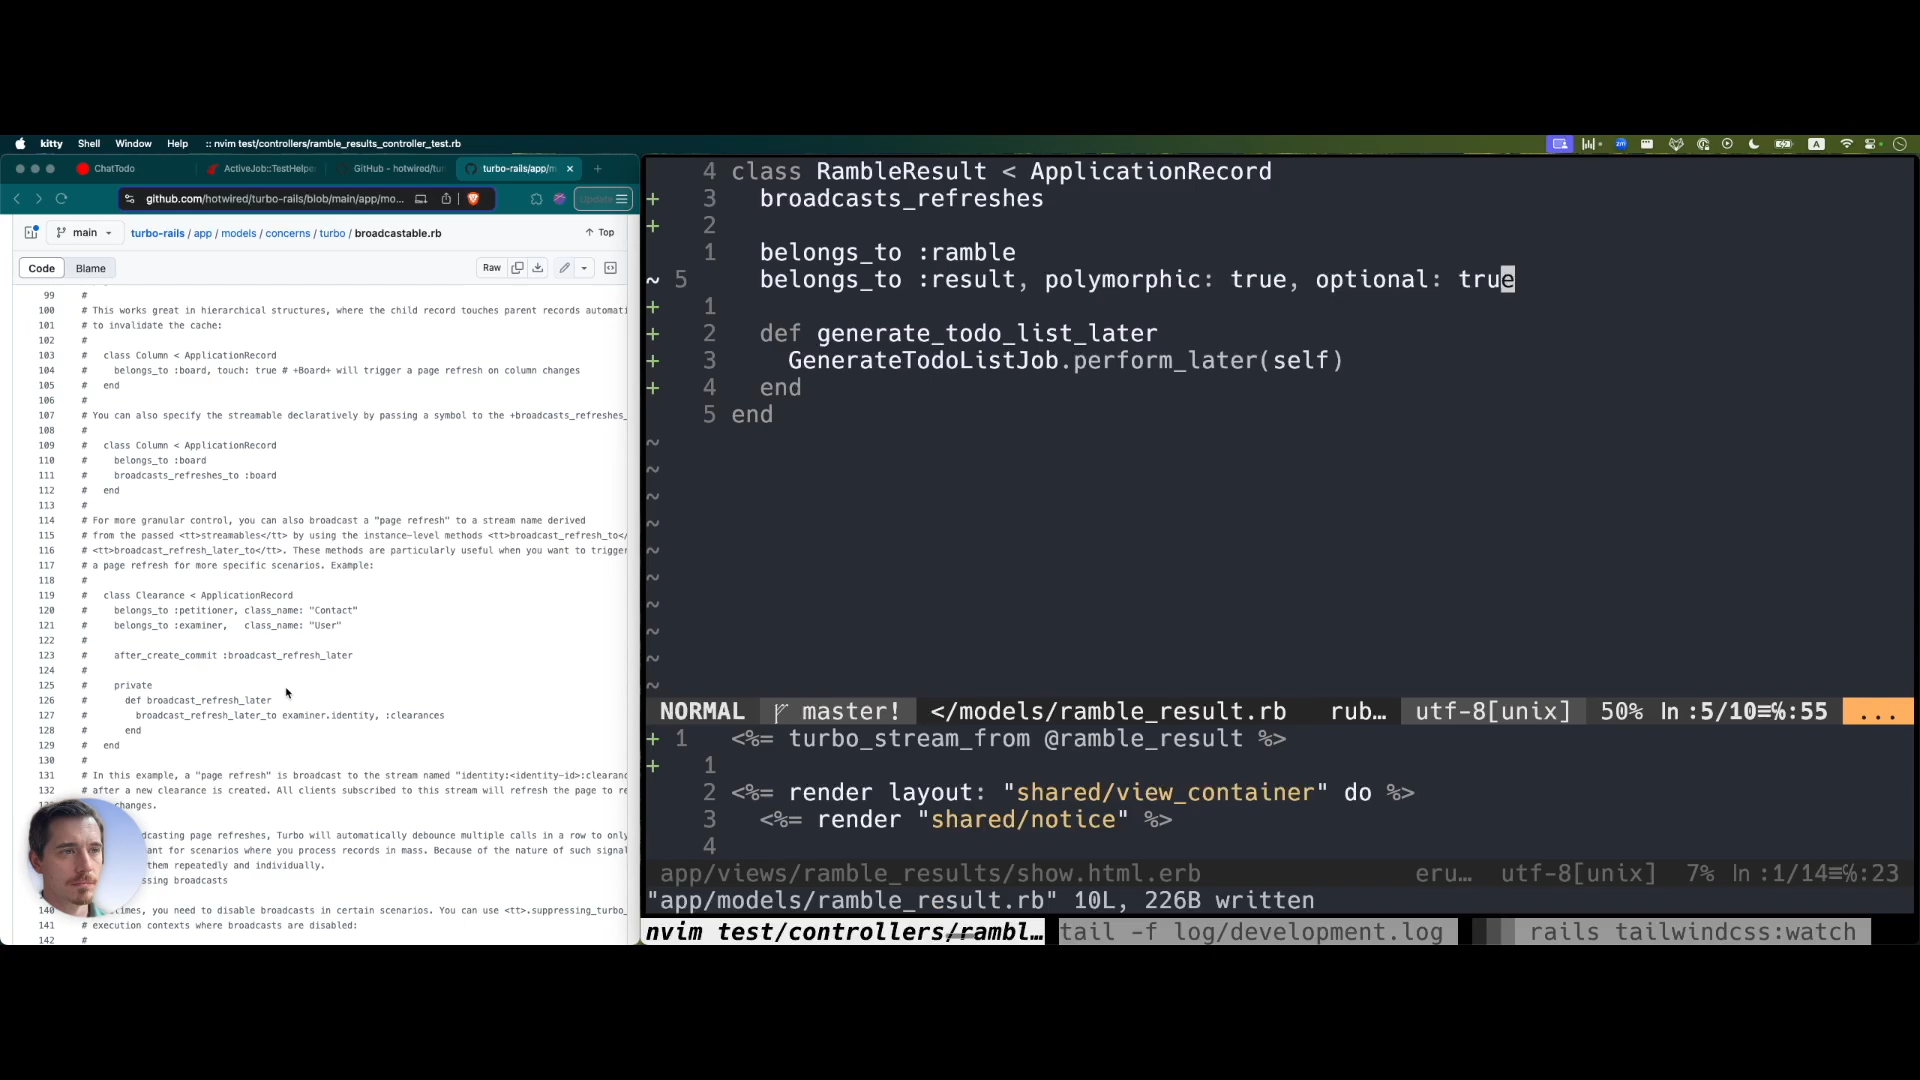 kitty Shell Window Help :: nvim test/controllers/ramble_results_controller_test.rb
ChatTodo
ActiveJob::TestHelpe
GitHub - hotwired/tur
turbo-rails/app/m
github.com/hotwired/turbo-rails/blob/main/app/mo...
Update
main
turbo-rails / app / models / concerns / turbo / broadcastable.rb
Top
Code Blame
Raw
99 #
100 # This works great in hierarchical structures, where the child record touches parent records automati
101 # to invalidate the cache:
102 #
103 # class Column < ApplicationRecord
104 # belongs_to :board, touch: true # +Board+ will trigger a page refresh on column changes
105 # end
106 #
107 # You can also specify the streamable declaratively by passing a symbol to the +broadcasts_refreshes_
108 #
109 # class Column < ApplicationRecord
110 # belongs_to :board
111 # broadcasts_refreshes_to :board
112 # end
113 #
114 # For more granular control, you can also broadcast a "page refresh" to a stream name derived
115 # from the passed <tt>streamables</tt> by using the instance-level methods <tt>broadcast_refresh_to</
116 # <tt>broadcast_refresh_later_to</tt>. These methods are particularly useful when you want to trigger
117 # a page refresh for more specific scenarios. Example:
118 #
119 # class Clearance < ApplicationRecord
120 # belongs_to :petitioner, class_name: "Contact"
121 # belongs_to :examiner, class_name: "User"
122 #
123 # after_create_commit :broadcast_refresh_later
124 #
125 # private
126 # def broadcast_refresh_later
127 # broadcast_refresh_later_to examiner.identity, :clearances
128 # end
129 # end
130 #
131 # In this example, a "page refresh" is broadcast to the stream named "identity:<identity-id>:clearanc
132 # after a new clearance is created. All clients subscribed to this stream will refresh the page to re
changes.
dcasting page refreshes, Turbo will automatically debounce multiple calls in a row to only
ant for scenarios where you process records in mass. Because of the nature of such signal
them repeatedly and individually.
ssing broadcasts
140 times, you need to disable broadcasts in certain scenarios. You can use <tt>.suppressing_turbo_
141 # execution contexts where broadcasts are disabled:
142 #
4 class RambleResult < ApplicationRecord
+ 3 broadcasts_refreshes
+ 2
1 belongs_to :ramble
~ 5 belongs_to :result, polymorphic: true, optional: true
+ 1
+ 2 def generate_todo_list_later
+ 3 GenerateTodoListJob.perform_later(self)
+ 4 end
5 end
~
~
~
~
~
~
~
~
~
~
NORMAL master! </models/ramble_result.rb rub… utf-8[unix] 50% ln :5/10≡℅:55 ...
+ 1 <%= turbo_stream_from @ramble_result %>
+ 1
2 <%= render layout: "shared/view_container" do %>
3 <%= render "shared/notice" %>
4
app/views/ramble_results/show.html.erb eru… utf-8[unix] 7% ln :1/14≡℅:23
"app/models/ramble_result.rb" 10L, 226B written
nvim test/controllers/rambl… tail -f log/development.log rails tailwindcss:watch